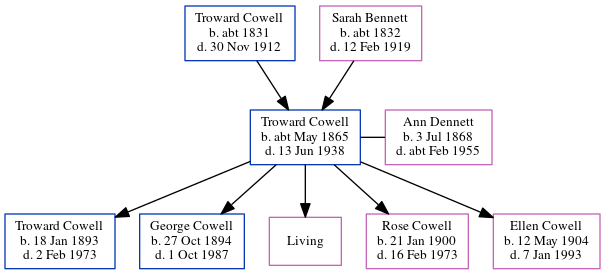 Troward Cowell
b. abt 1831
d. 30 Nov 1912
Sarah Bennett
b. abt 1832
d. 12 Feb 1919
Troward Cowell
b. abt May 1865
d. 13 Jun 1938
Ann Dennett
b. 3 Jul 1868
d. abt Feb 1955
Troward Cowell
b. 18 Jan 1893
d. 2 Feb 1973
George Cowell
b. 27 Oct 1894
d. 1 Oct 1987
Living
Rose Cowell
b. 21 Jan 1900
d. 16 Feb 1973
Ellen Cowell
b. 12 May 1904
d. 7 Jan 1993